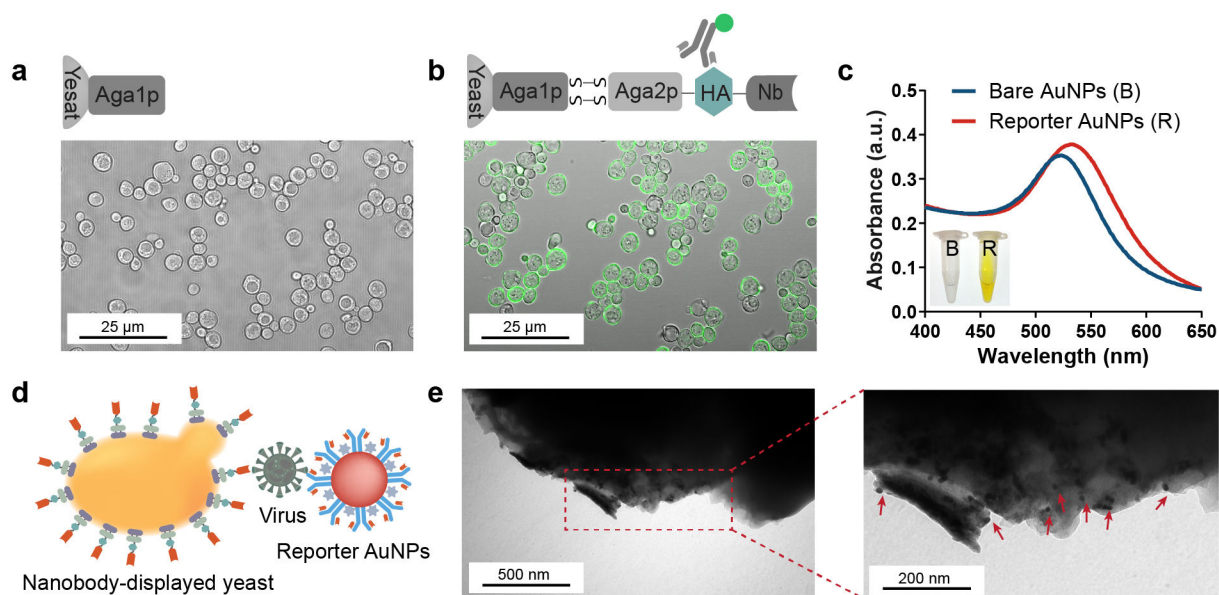 a
Yesat
Aga1p
25 µm
b
Yeast
Aga1p
S–S
S–S
Aga2p
HA
Nb
25 µm
c
Bare AuNPs (B)
Reporter AuNPs (R)
Absorbance (a.u.)
0.5
0.4
0.3
0.2
0.1
0.0
B
R
400
450
500
550
600
650
Wavelength (nm)
d
Virus
Reporter AuNPs
Nanobody-displayed yeast
e
500 nm
200 nm